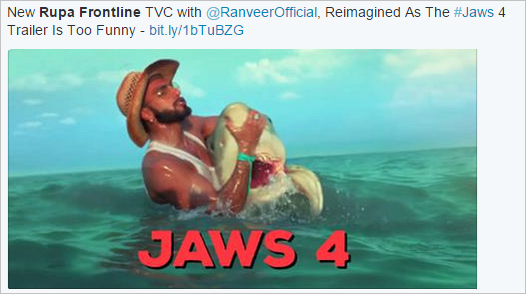 New Rupa Frontline TVC with @RanveerOfficial, Reimagined As The #Jaws 4
Trailer Is Too Funny - bit.ly/1bTuBZG
JAWS 4